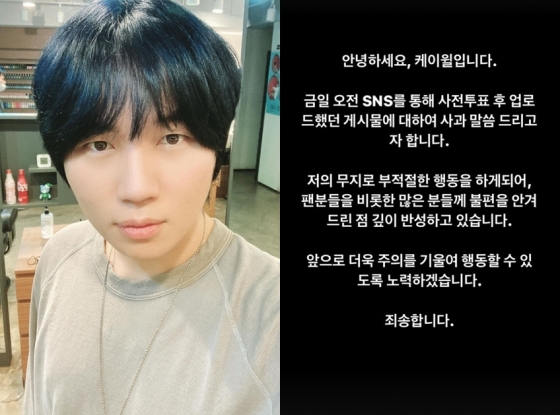 안녕하세요, 케이윌입니다.
금일 오전 SNS를 통해 사전투표 후 업로
드했던 게시물에 대하여 사과 말씀 드리고
자 합니다.
저의 무지로 부적절한 행동을 하게되어,
팬분들을 비롯한 많은 분들께 불편을 안겨
드린 점 깊이 반성하고 있습니다.
앞으로 더욱 주의를 기울여 행동할 수 있
도록 노력하겠습니다.
죄송합니다.